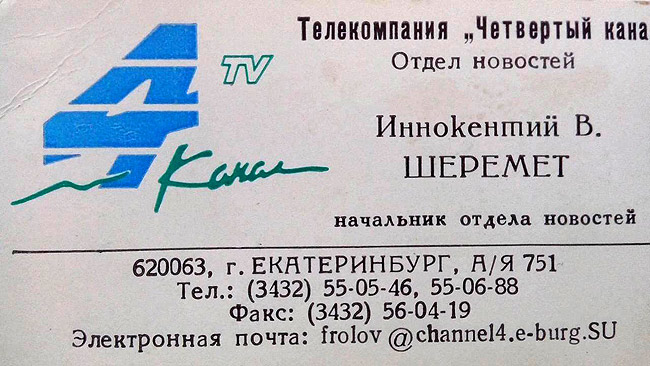 Телекомпания „Четвертый кана
Отдел новостей
4
TV
Канал
Иннокентий В.
ШЕРЕМЕТ
начальник отдела новостей
620063, г. ЕКАТЕРИНБУРГ, А/Я 751
Тел.: (3432) 55-05-46, 55-06-88
Факс: (3432) 56-04-19
Электронная почта: frolov@channel4.e-burg.SU